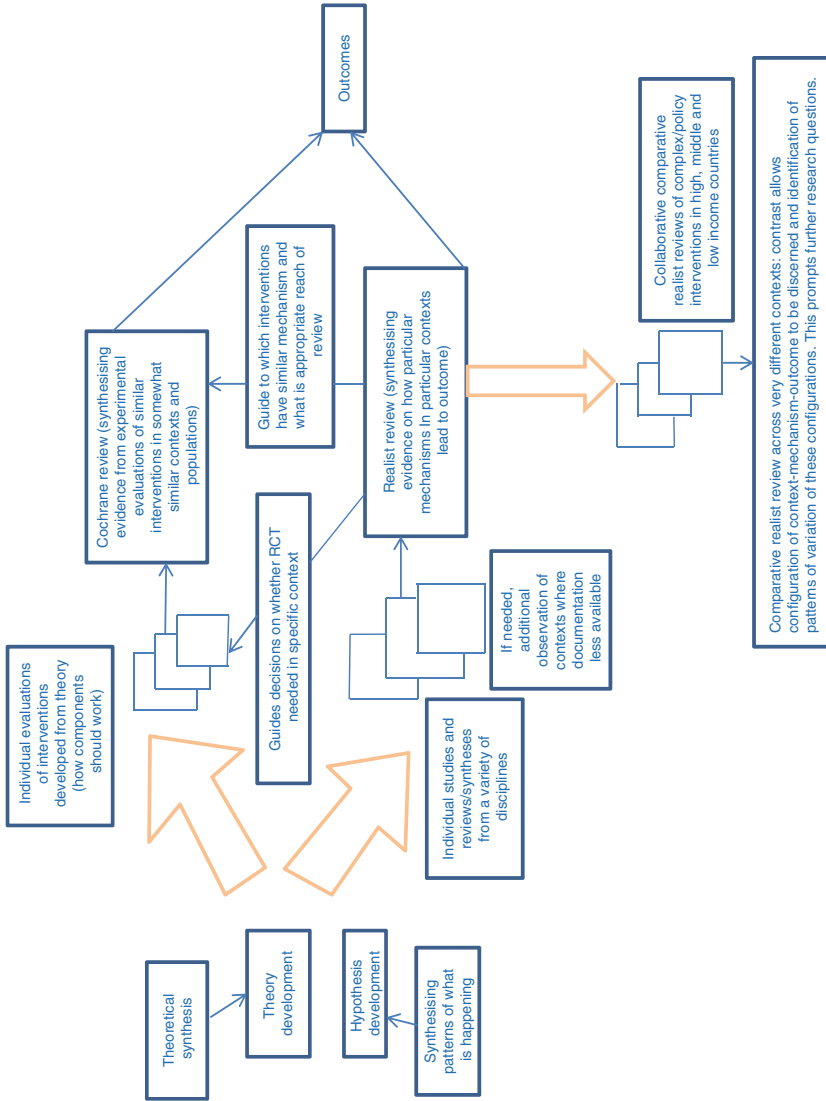 Theoretical
synthesis
Theory
development
Hypothesis
development
Synthesising
patterns of what
is happening
Individual evaluations
of interventions
developed from theory
(how components
should work)
Guides decisions on whether RCT
needed in specific context
Individual studies and
reviews/syntheses
from a variety of
disciplines
If needed,
additional
observation of
contexts where
documentation
less available
Cochrane review (synthesising
evidence from experimental
evaluations of similar
interventions in somewhat
similar contexts and
populations)
Guide to which interventions
have similar mechanism and
what is appropriate reach of
review
Realist review (synthesising
evidence on how particular
mechanisms In particular contexts
lead to outcome)
Outcomes
Collaborative comparative
realist reviews of complex/policy
interventions in high, middle and
low income countries
Comparative realist review across very different contexts: contrast allows
configuration of context-mechanism-outcome to be discerned and identification of
patterns of variation of these configurations. This prompts further research questions.